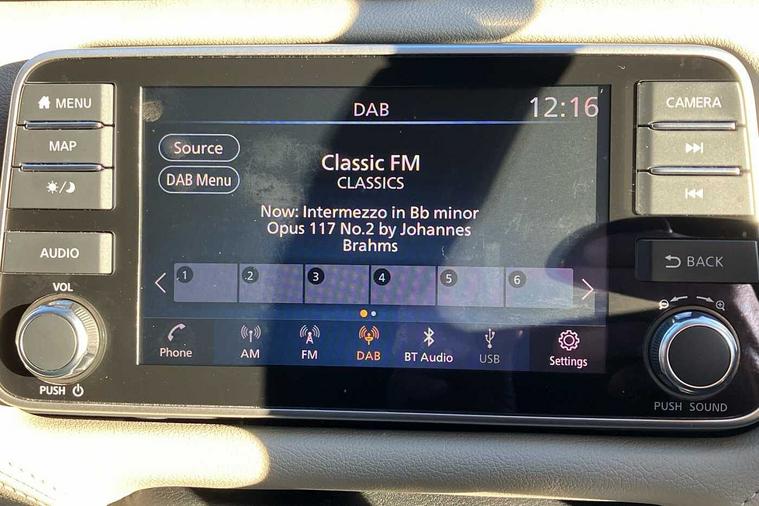 MENU
MAP
AUDIO
VOL
PUSH
DAB
12:16
Source
DAB Menu
Classic FM
CLASSICS
Now: Intermezzo in Bb minor
Opus 117 No.2 by Johannes
Brahms
1 2 3 4 5 6
Phone AM FM DAB BT Audio USB Settings
CAMERA
BACK
PUSH SOUND